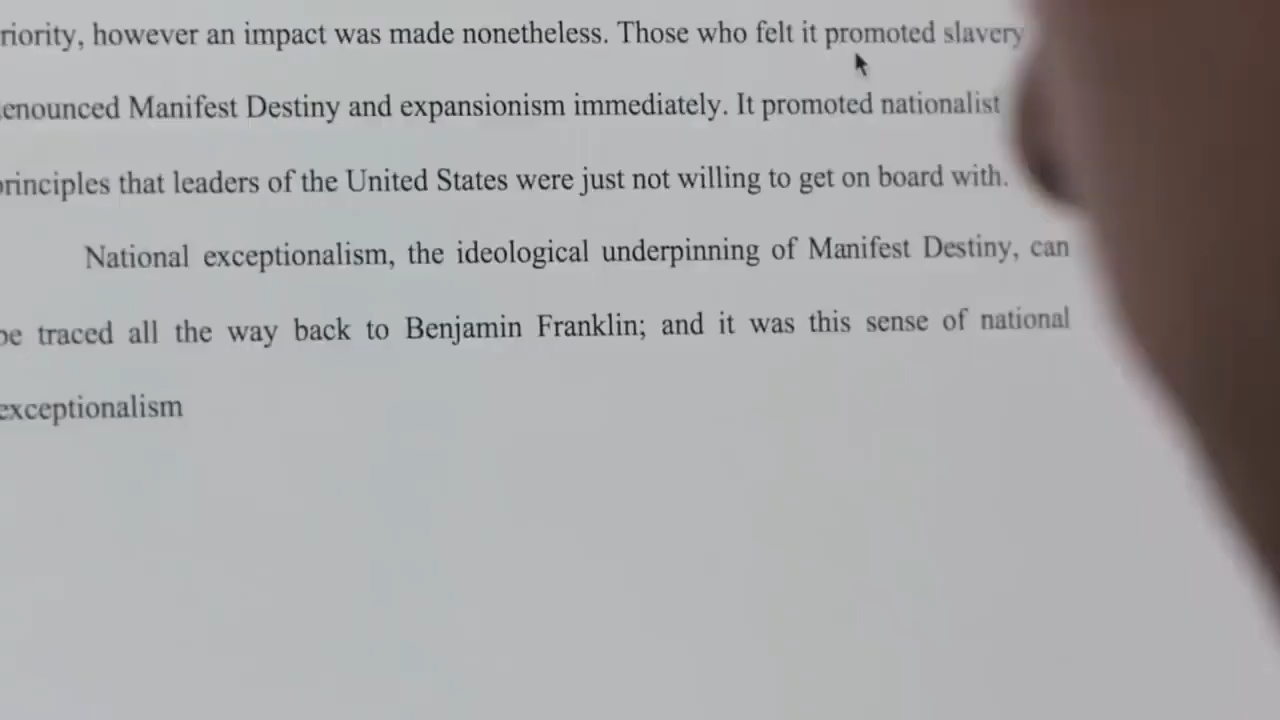 riority, however an impact was made nonetheless. Those who felt it promoted slavery
enounced Manifest Destiny and expansionism immediately. It promoted nationalist
principles that leaders of the United States were just not willing to get on board with.
National exceptionalism, the ideological underpinning of Manifest Destiny, can
be traced all the way back to Benjamin Franklin; and it was this sense of national
exceptionalism